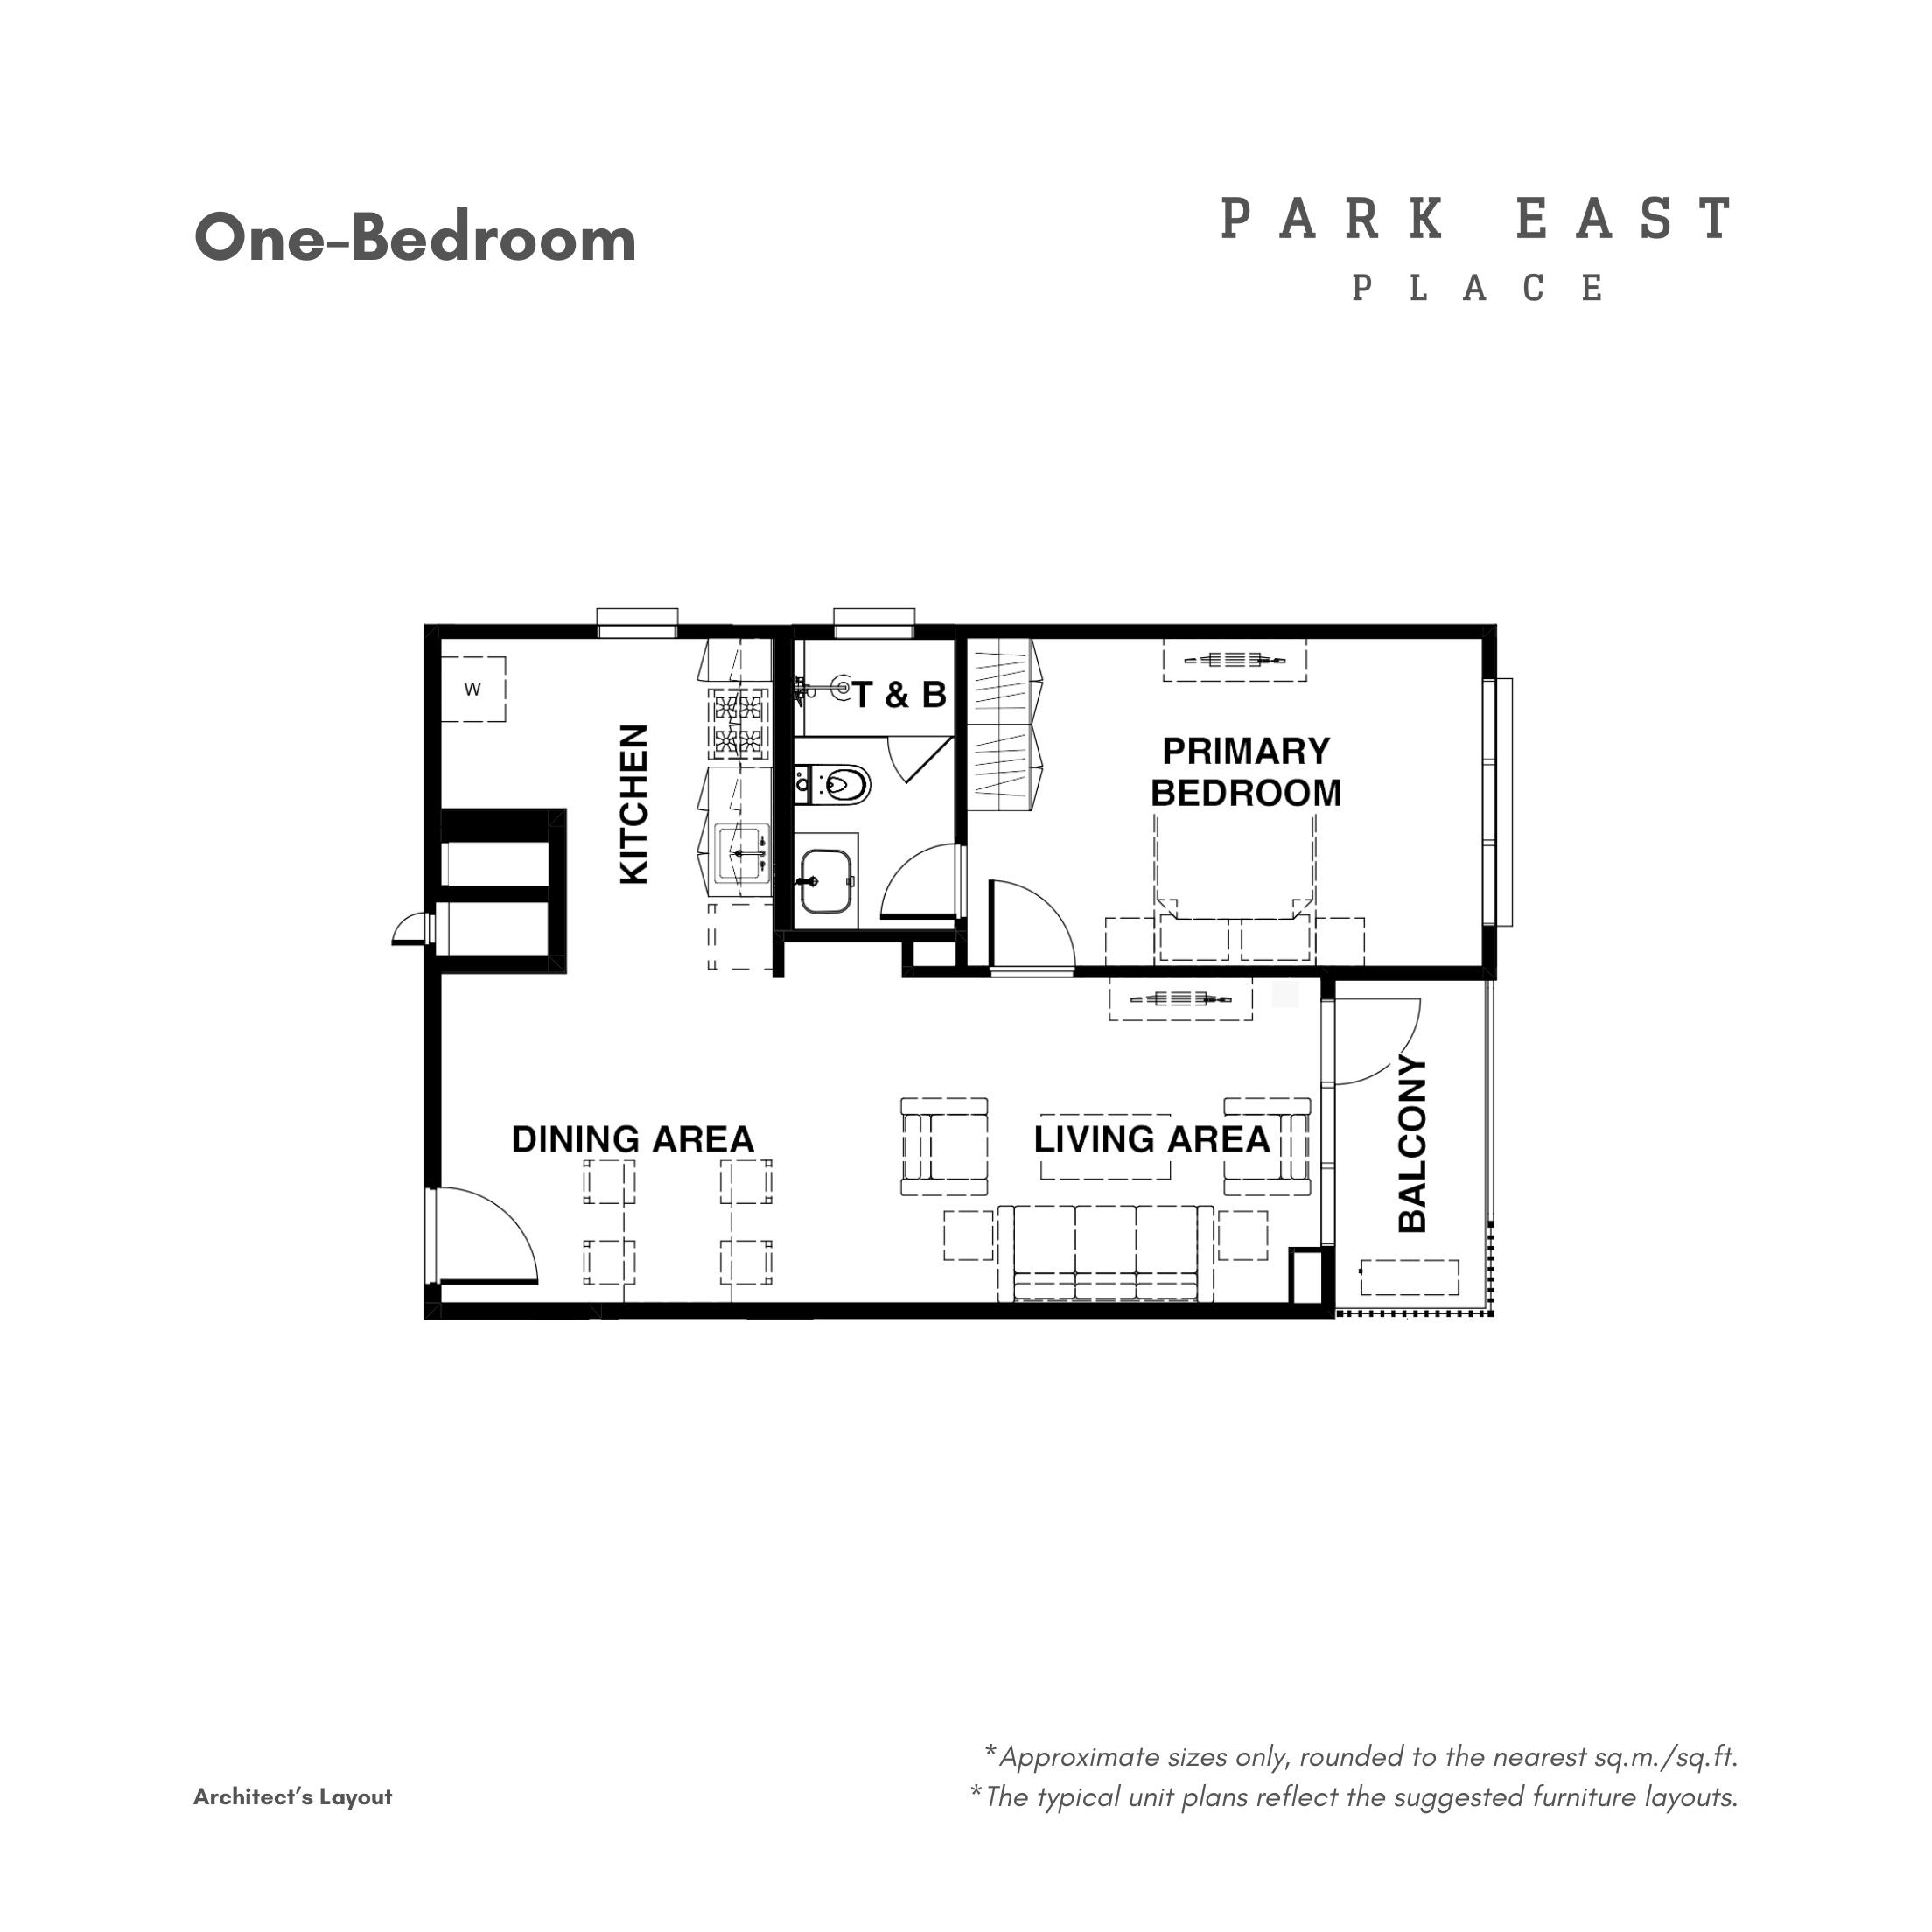 One-Bedroom
PARK EAST
PLACE
W
KITCHEN
T & B
PRIMARY
BEDROOM
DINING AREA
LIVING AREA
BALCONY
*Approximate sizes only, rounded to the nearest sq.m./sq.ft.
Architect’s Layout
*The typical unit plans reflect the suggested furniture layouts.